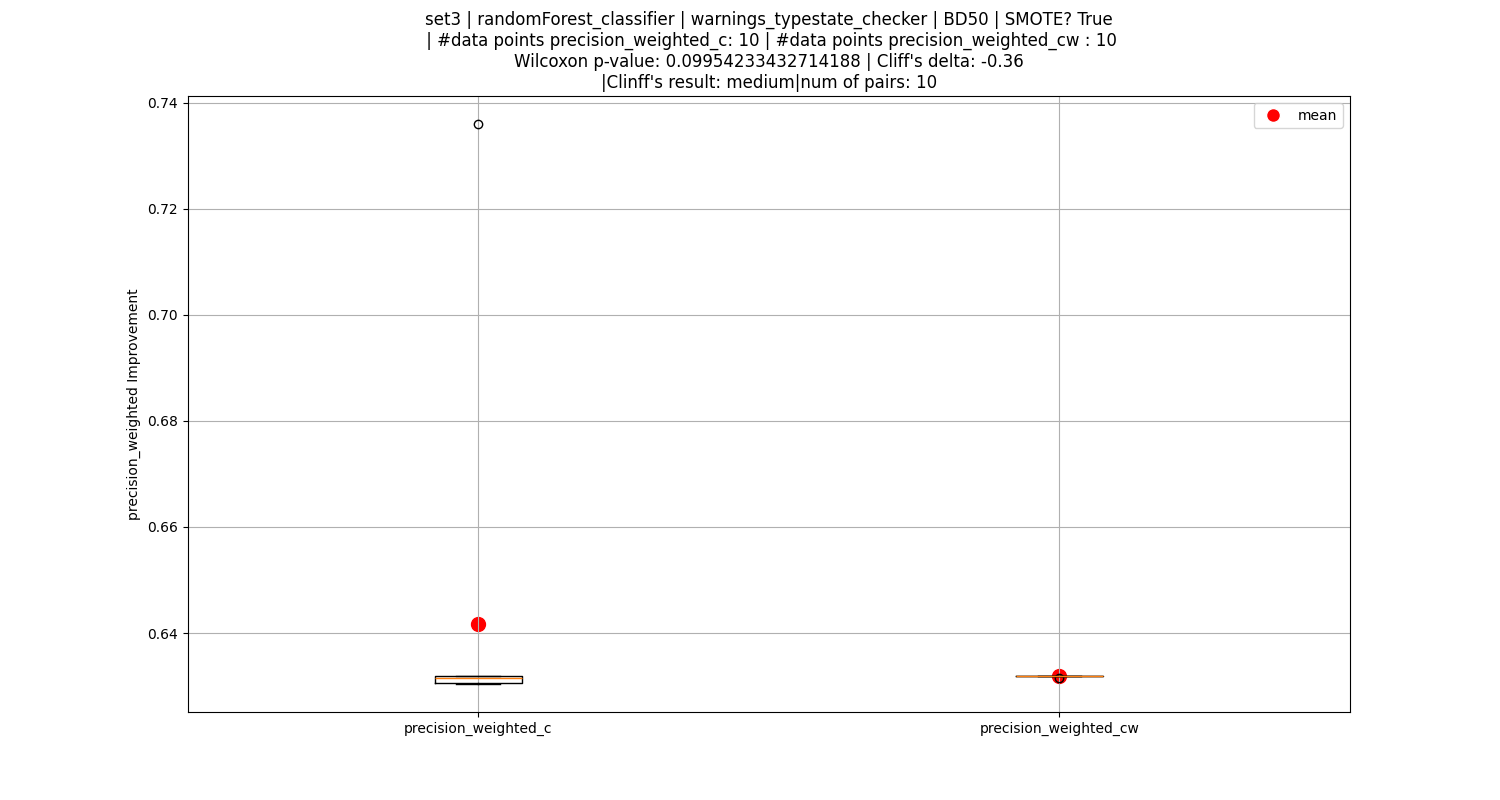 set3 | randomForest_classifier | warnings_typestate_checker | BD50 | SMOTE? True
| #data points precision_weighted_c: 10 | #data points precision_weighted_cw : 10
Wilcoxon p-value: 0.09954233432714188 | Cliff's delta: -0.36
|Clinff's result: medium|num of pairs: 10
mean
0.74
0.72
0.70
0.68
0.66
0.64
precision_weighted Improvement
precision_weighted_c
precision_weighted_cw